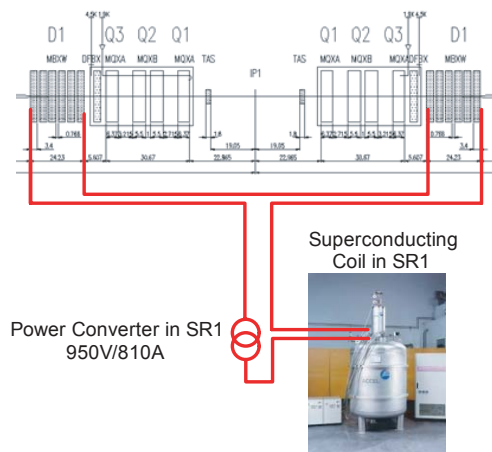 4,5K 1,9K
1,9K 4,5K
D1 Q3 Q2 Q1
Q1 Q2 Q3 D1
MBXW DFBX MQXA MQXB MQXA TAS IP1 TAS MQXA MQXB MQXA DFBX MBXW
1.8
1.8
0.768
19.05 19.05
0.768
3.4
3.4
24.23 5.607 30.67 22.965 22.965 30.67 5.607 24.23
Superconducting
Coil in SR1
Power Converter in SR1
950V/810A
ACCEL